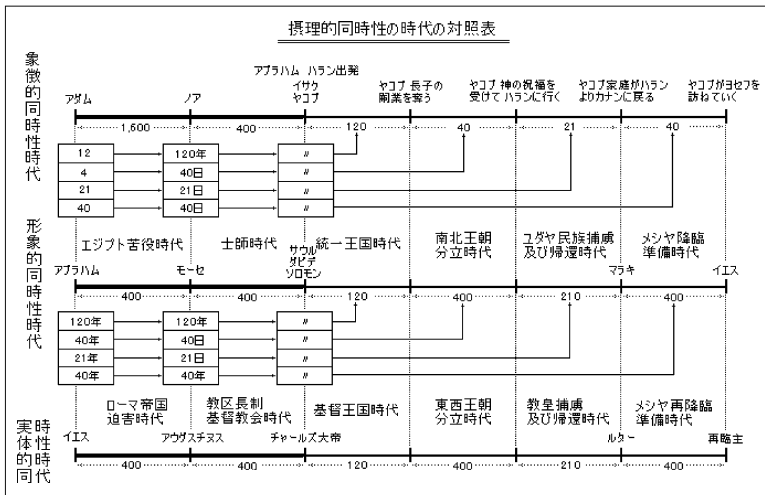 摂理的同時性の時代の対照表
象徴的同時性時代
アブラハム ハラン出発
アダム
ノア
イサク
ヤコブ
ヤコブ 長子の
嗣業を奪う
ヤコブ 神の祝福を
受けて ハランに行く
ヤコブ家庭がハラン
よりカナンに戻る
ヤコブがヨセフを
訪ねていく
1,600 400 120 40 21 40
12 120年 〃
4 40日 〃
21 21日 〃
40 40日 〃
形象的同時性時代
エジプト苦役時代
士師時代
統一王国時代
南北王朝
分立時代
ユダヤ民族捕虜
及び帰還時代
メシヤ降臨
準備時代
アブラハム
モーセ
サウル
ダビデ
ソロモン
マラキ
イエス
400 400 120 400 210 400
120年 120年 〃
40年 40日 〃
21年 21日 〃
40年 40年 〃
実体的同時性時代
ローマ帝国
迫害時代
教区長制
基督教会時代
基督王国時代
東西王朝
分立時代
教皇捕虜
及び帰還時代
メシヤ再降臨
準備時代
イエス
アウグスチヌス
チャールズ大帝
ルター
再臨主
400 400 120 400 210 400